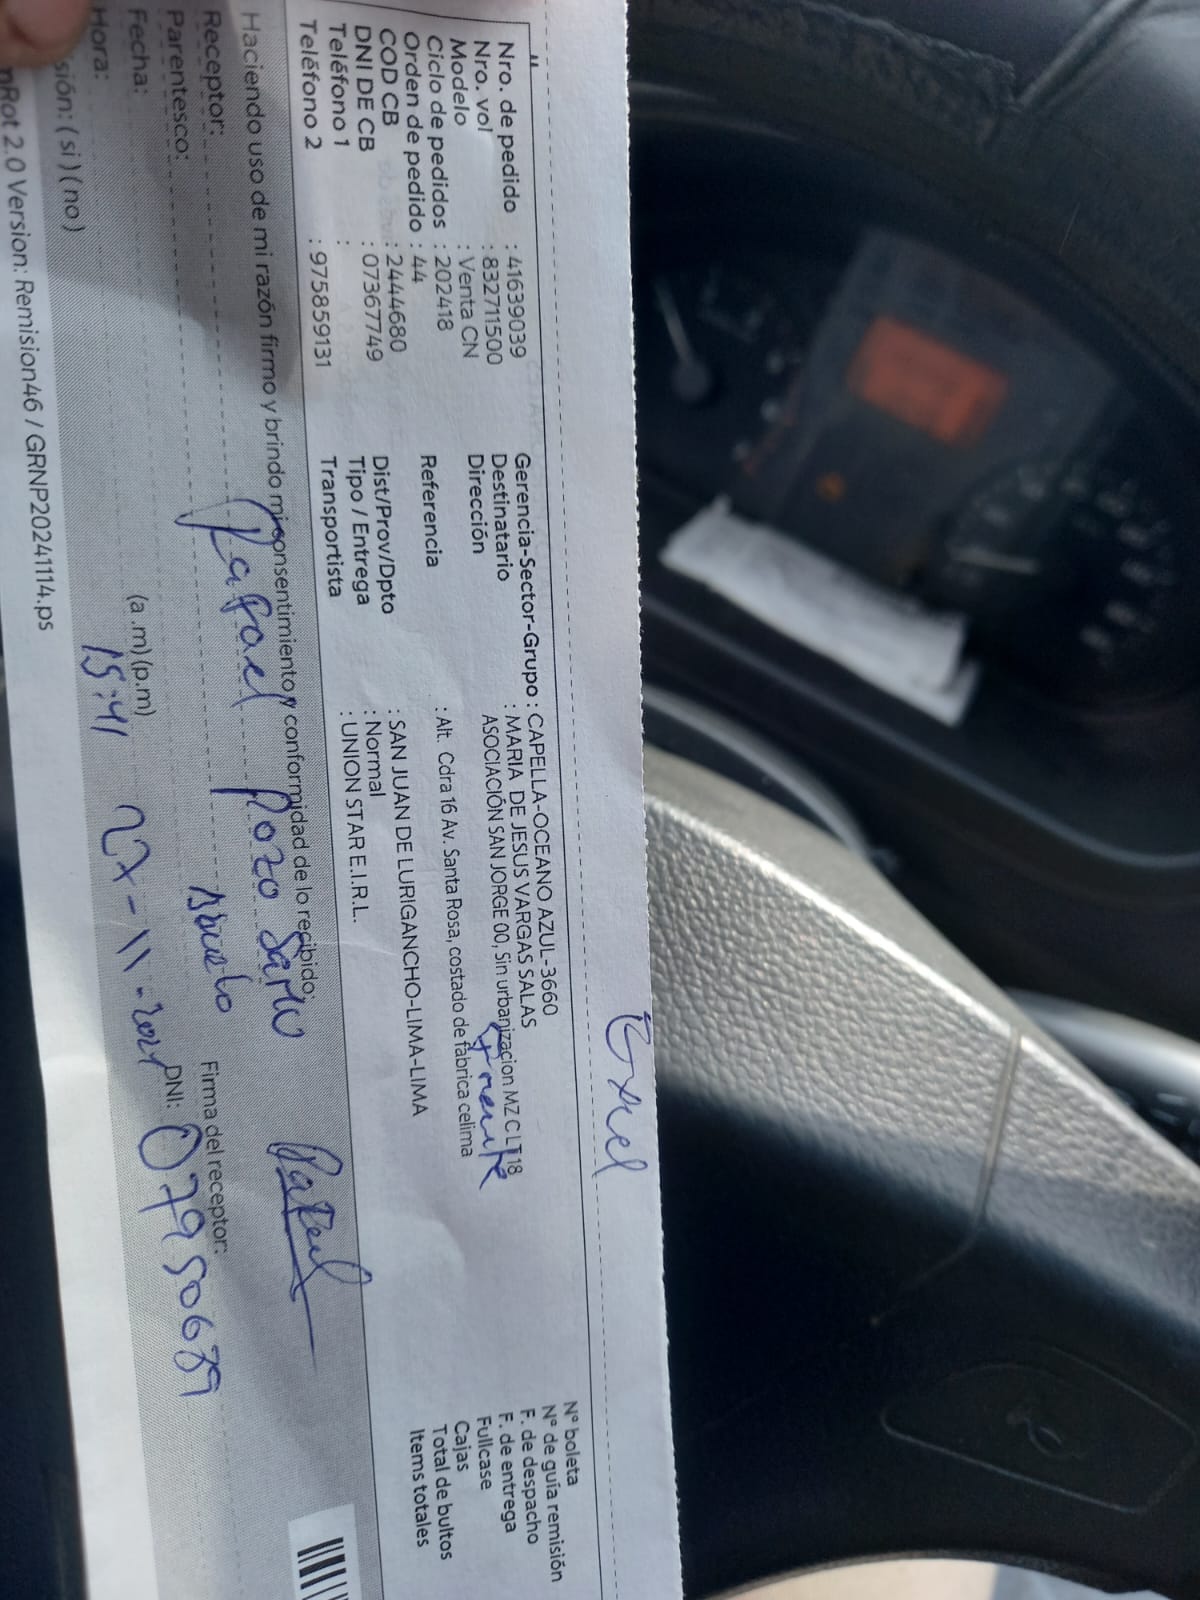 Exel
Nro. de pedido : 41639039
Nro. vol : 832711500
Modelo : Venta CN
Ciclo de pedidos : 202418
Orden de pedido : 44
COD CB : 2444680
DNI DE CB : 07367749
Teléfono 1 :
Teléfono 2 : 975859131
Gerencia-Sector-Grupo : CAPELLA-OCEANO AZUL-3660
Destinatario : MARIA DE JESUS VARGAS SALAS
Dirección ASOCIACIÓN SAN JORGE 00, Sin urbanizacion MZ C LT 18
Referencia : Alt. Cdra 16 Av. Santa Rosa, costado de fabrica celima
Dist/Prov/Dpto : SAN JUAN DE LURIGANCHO-LIMA-LIMA
Tipo / Entrega : Normal
Transportista : UNION STAR E.I.R.L.
N° boleta
N° de guía remisión
F. de despacho
F. de entrega
Fullcase
Cajas
Total de bultos
Items totales
Haciendo uso de mi razón firmo y brindo mi consentimiento y conformidad de lo recibido:
Receptor: Rafael Pozo
Parentesco: Abuelo Firma del receptor:
Fecha: 27-11-2024 DNI: 07950679
Hora: (a.m)(p.m) 15:41
sión: ( si ) ( no )
nRot 2.0 Version: Remision46 / GRNP20241114.ps